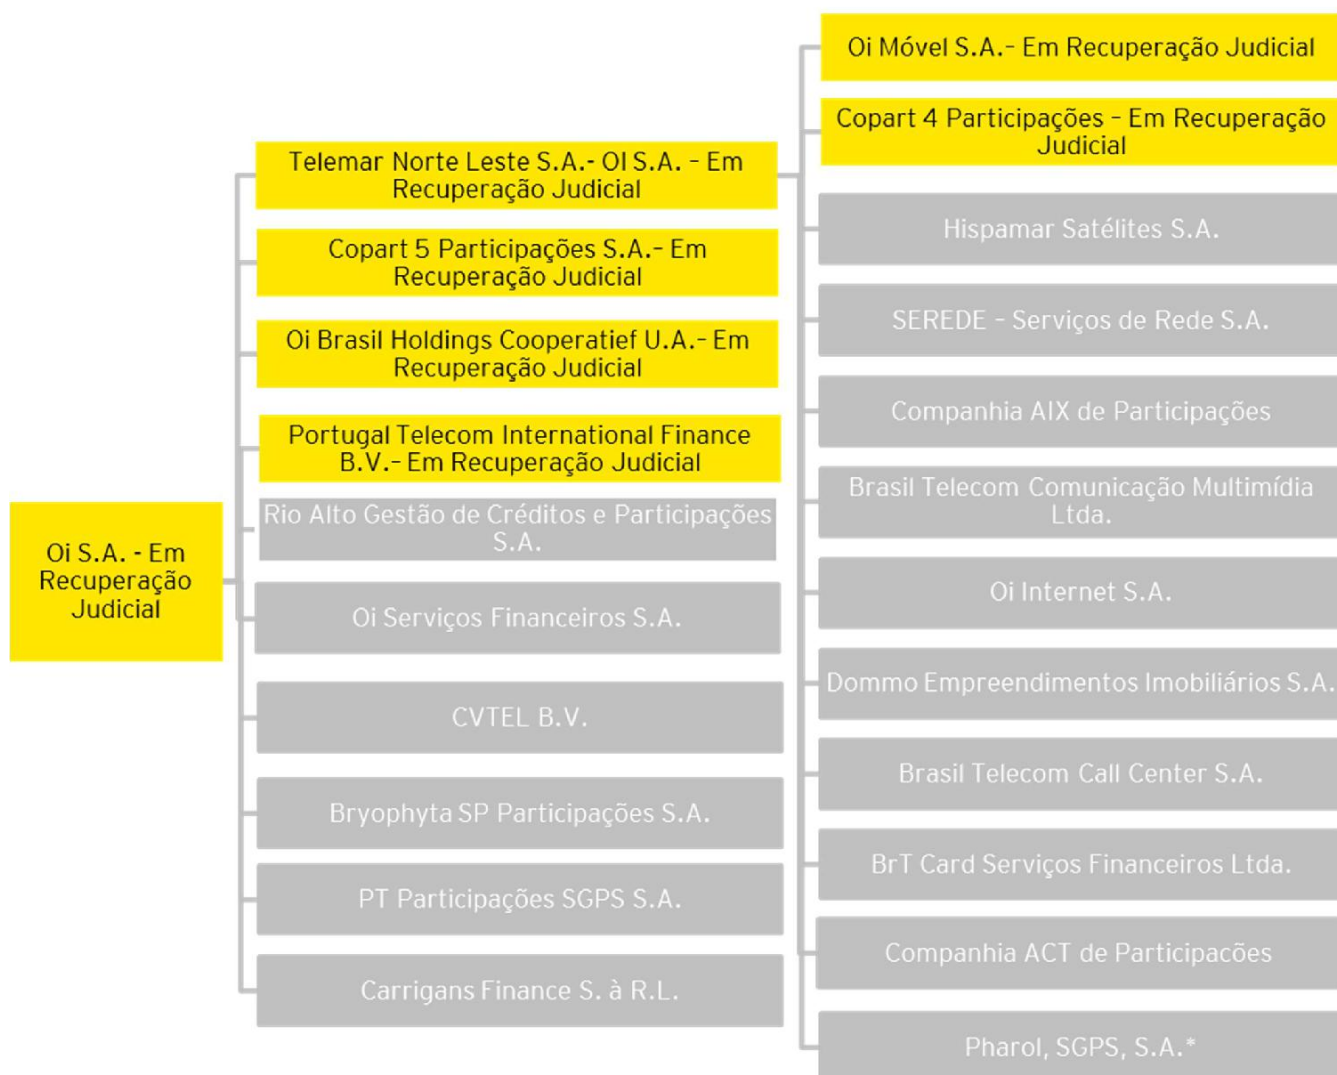 Oi S.A. - Em
Recuperação
Judicial
Telemar Norte Leste S.A.- OI S.A. – Em
Recuperação Judicial
Copart 5 Participações S.A.- Em
Recuperação Judicial
Oi Brasil Holdings Cooperatief U.A.– Em
Recuperação Judicial
Portugal Telecom International Finance
B.V.– Em Recuperação Judicial
Rio Alto Gestão de Créditos e Participações
S.A.
Oi Serviços Financeiros S.A.
CVTEL B.V.
Bryophyta SP Participações S.A.
PT Participações SGPS S.A.
Carrigans Finance S. à R.L.
Oi Móvel S.A.– Em Recuperação Judicial
Copart 4 Participações – Em Recuperação
Judicial
Hispamar Satélites S.A.
SEREDE – Serviços de Rede S.A.
Companhia AIX de Participações
Brasil Telecom Comunicação Multimídia
Ltda.
Oi Internet S.A.
Dommo Empreendimentos Imobiliários S.A.
Brasil Telecom Call Center S.A.
BrT Card Serviços Financeiros Ltda.
Companhia ACT de Participacões
Pharol, SGPS, S.A.*